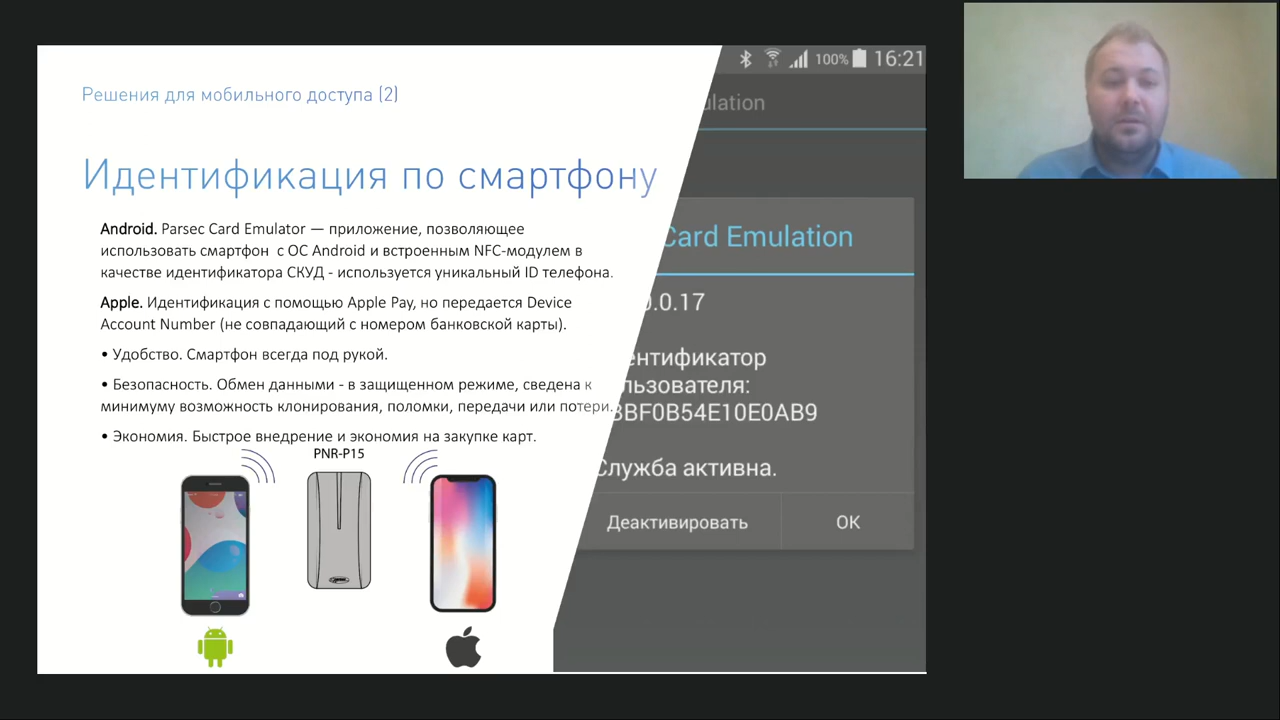 Решения для мобильного доступа (2)
Идентификация по смартфону
Android. Parsec Card Emulator — приложение, позволяющее
использовать смартфон с ОС Android и встроенным NFC-модулем в
качестве идентификатора СКУД - используется уникальный ID телефона.
Apple. Идентификация с помощью Apple Pay, но передается Device
Account Number (не совпадающий с номером банковской карты).
• Удобство. Смартфон всегда под рукой.
• Безопасность. Обмен данными - в защищенном режиме, сведена к
минимуму возможность клонирования, поломки, передачи или потери.
• Экономия. Быстрое внедрение и экономия на закупке карт.
PNR-P15
100% 16:21
ulation
Card Emulation
.0.17
ентификатор
льзователя:
BBF0B54E10E0AB9
Служба активна.
Деактивировать
OK